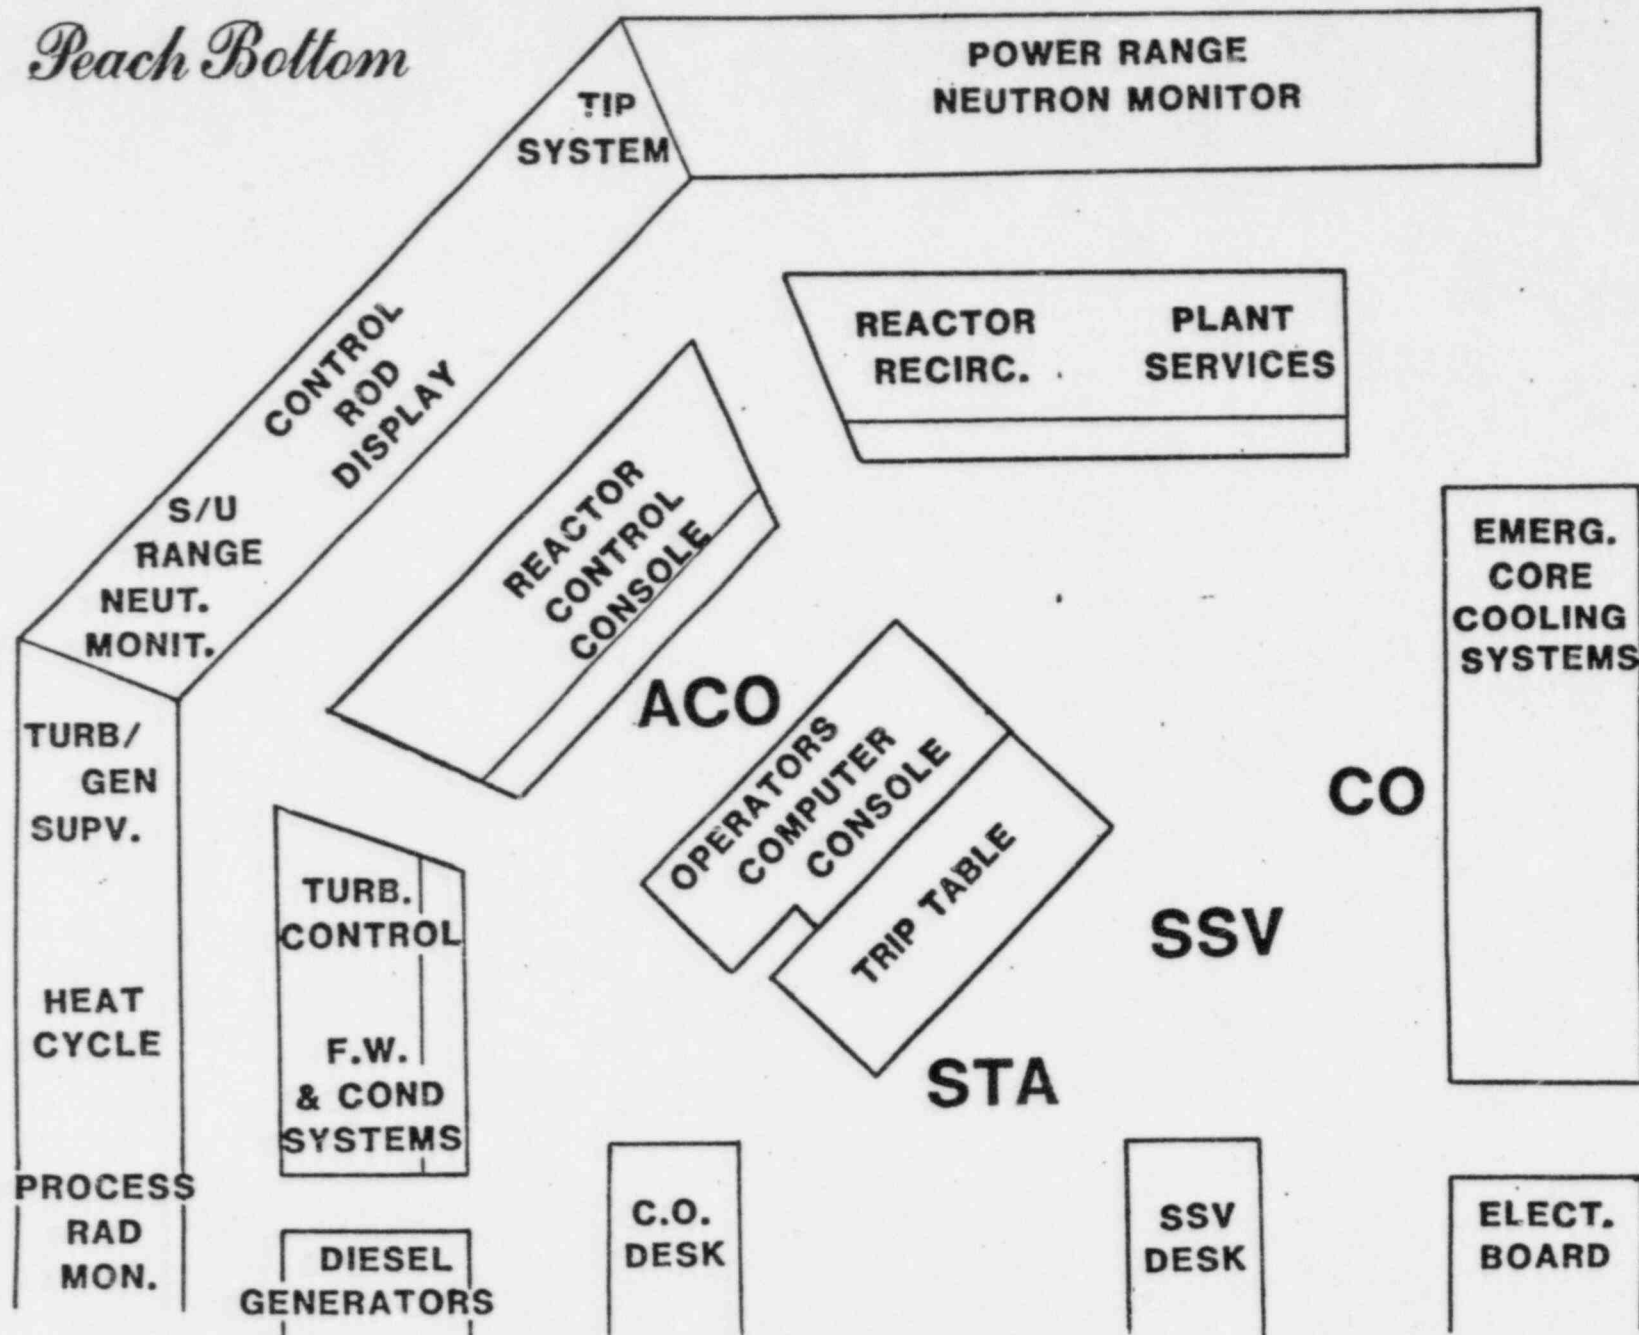 Peach Bottom
POWER RANGE
NEUTRON MONITOR
TIP
SYSTEM
CONTROL
ROD
DISPLAY
S/U
RANGE
NEUT.
MONIT.
REACTOR
RECIRC.
PLANT
SERVICES
REACTOR
CONTROL
CONSOLE
EMERG.
CORE
COOLING
SYSTEMS
TURB/
GEN
SUPV.
ACO
OPERATORS
COMPUTER
CONSOLE
TRIP TABLE
CO
SSV
STA
TURB.
CONTROL
F.W.
& COND
SYSTEMS
HEAT
CYCLE
PROCESS
RAD
MON.
DIESEL
GENERATORS
C.O.
DESK
SSV
DESK
ELECT.
BOARD